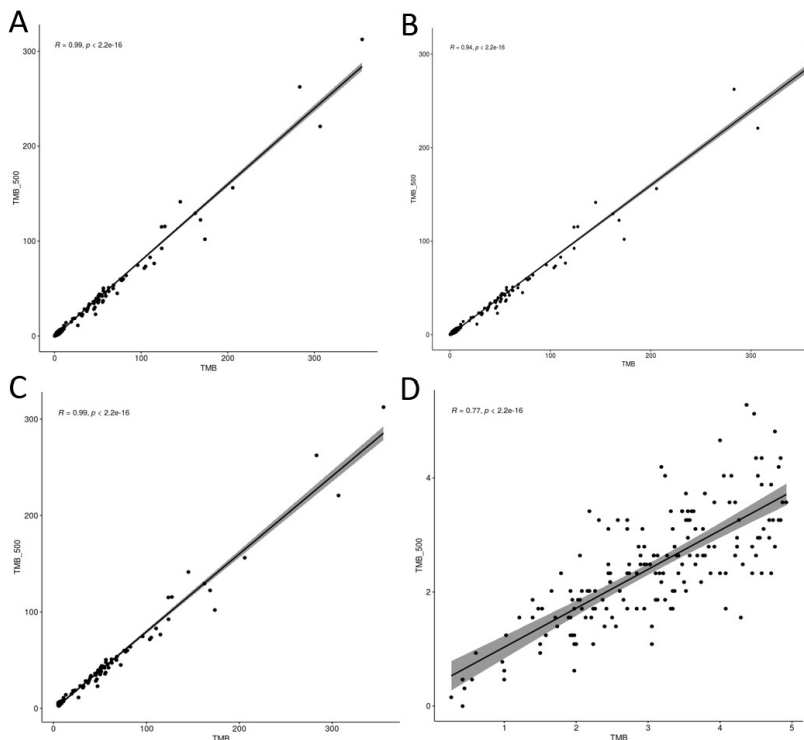 A
R = 0.99, p < 2.2e-16
300
200
100
0
TMB_500
0 100 200 300
TMB
B
R = 0.94, p < 2.2e-16
300
200
100
0
TMB_500
0 100 200 300
TMB
C
R = 0.99, p < 2.2e-16
300
200
100
0
TMB_500
0 100 200 300
TMB
D
R = 0.77, p < 2.2e-16
4
2
0
TMB_500
1 2 3 4 5
TMB